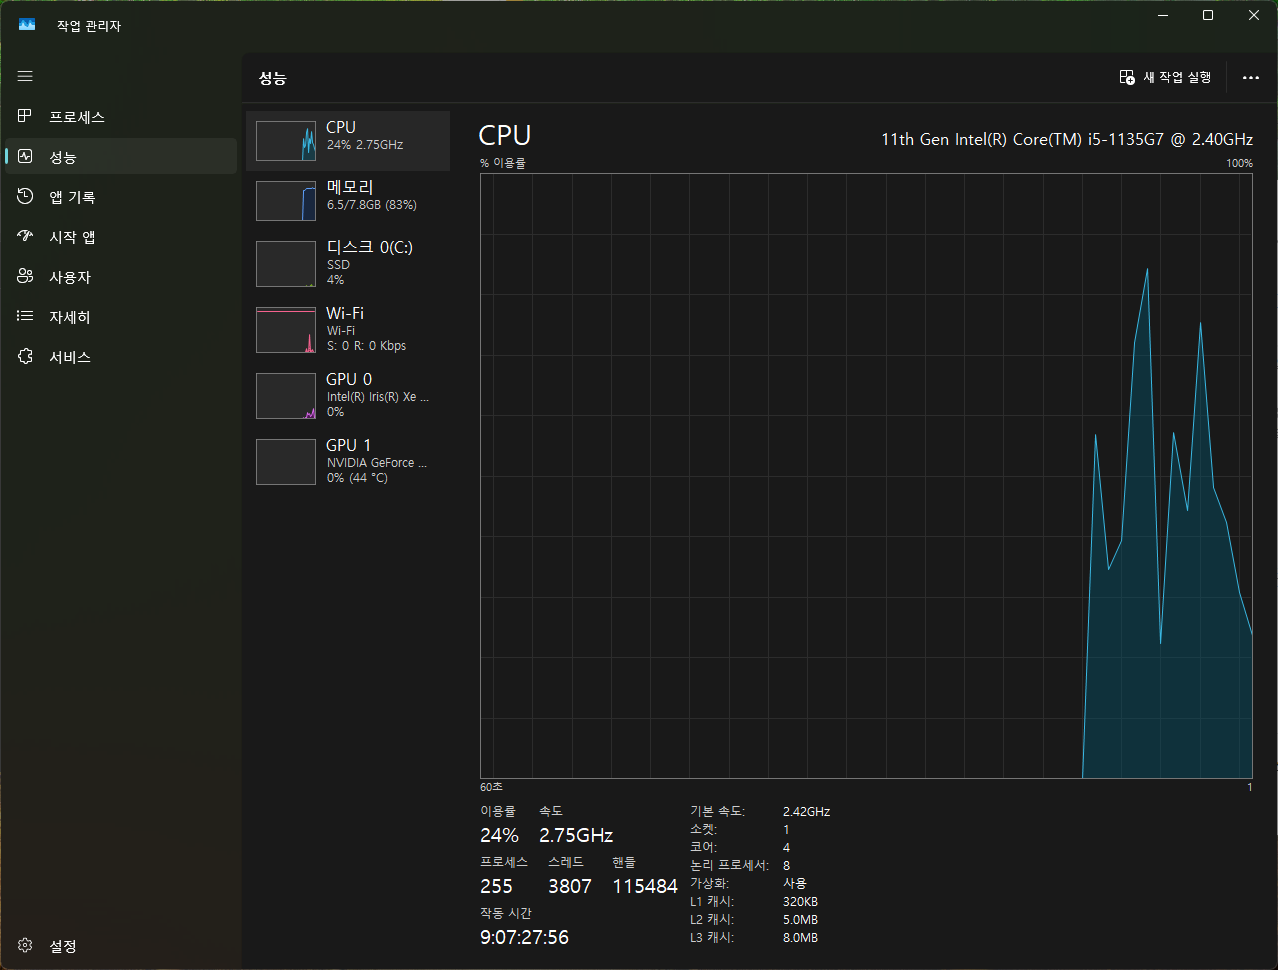 작업 관리자
성능
새 작업 실행
프로세스
성능
앱 기록
시작 앱
사용자
자세히
서비스
설정
CPU
24% 2.75GHz
메모리
6.5/7.8GB (83%)
디스크 0(C:)
SSD
4%
Wi-Fi
Wi-Fi
S: 0 R: 0 Kbps
GPU 0
Intel(R) Iris(R) Xe ...
0%
GPU 1
NVIDIA GeForce ...
0% (44 °C)
CPU
11th Gen Intel(R) Core(TM) i5-1135G7 @ 2.40GHz
% 이용률
100%
60초
1
이용률 속도
24% 2.75GHz
프로세스 스레드 핸들
255 3807 115484
작동 시간
9:07:27:56
기본 속도: 2.42GHz
소켓: 1
코어: 4
논리 프로세서: 8
가상화: 사용
L1 캐시: 320KB
L2 캐시: 5.0MB
L3 캐시: 8.0MB